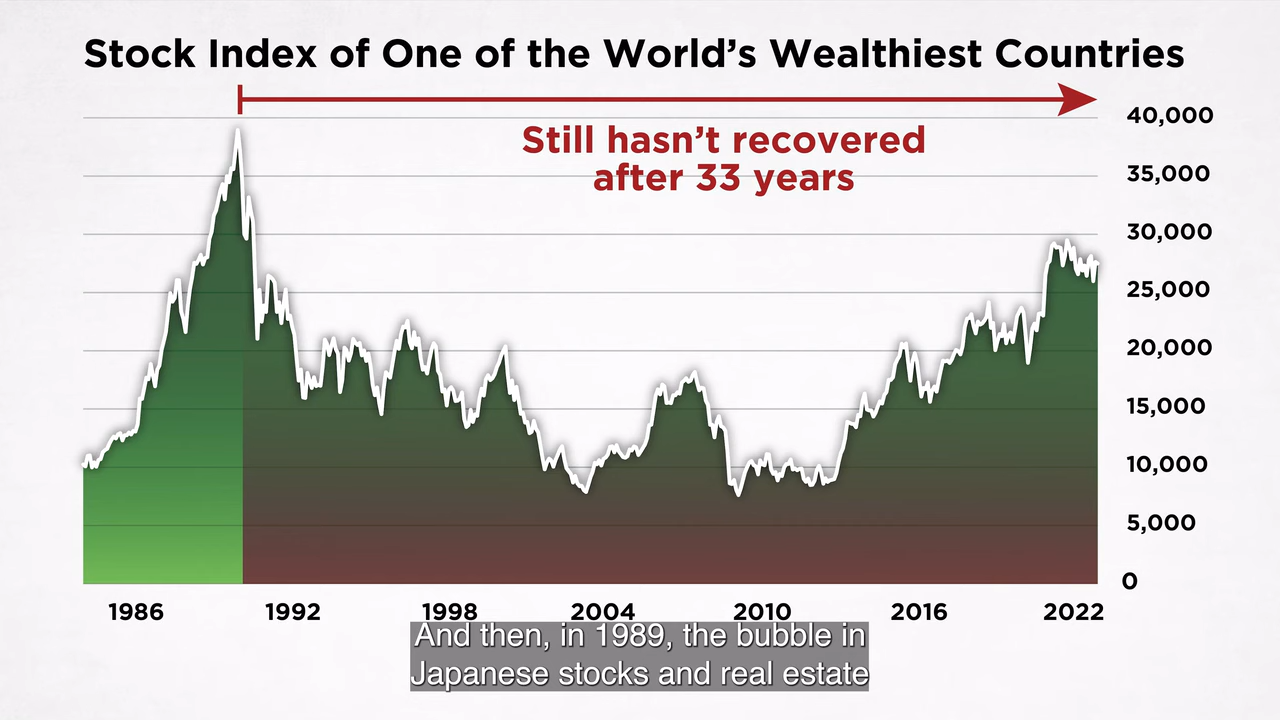 Stock Index of One of the World's Wealthiest Countries
Still hasn't recovered
after 33 years
40,000
35,000
30,000
25,000
20,000
15,000
10,000
5,000
0
1986 1992 1998 2004 2010 2016 2022
And then, in 1989, the bubble in
Japanese stocks and real estate